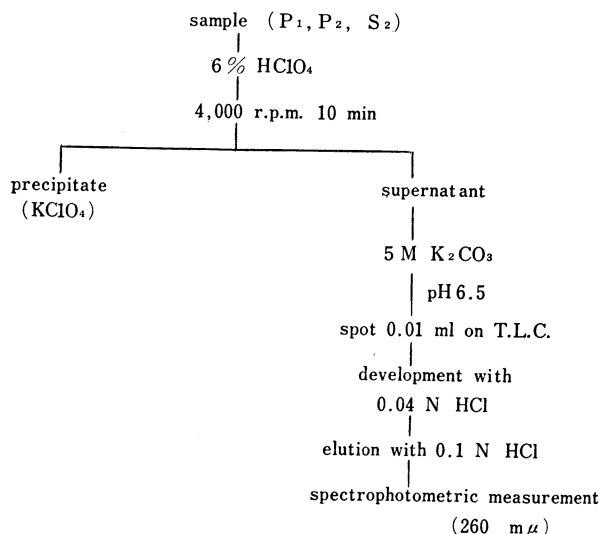 sample (P₁, P₂, S₂)
6% HClO₄
4,000 r.p.m. 10 min
precipitate
(KClO₄)
supernatant
5 M K₂CO₃
pH 6.5
spot 0.01 ml on T.L.C.
development with
0.04 N HCl
elution with 0.1 N HCl
spectrophotometric measurement
(260 mμ)